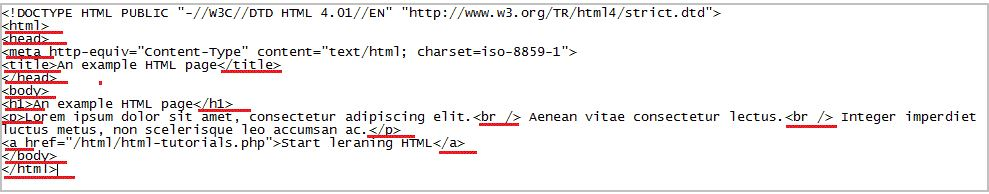 <!DOCTYPE HTML PUBLIC "-//W3C//DTD HTML 4.01//EN" "http://www.w3.org/TR/html4/strict.dtd">
<html>
<head>
<meta http-equiv="Content-Type" content="text/html; charset=iso-8859-1">
<title>An example HTML page</title>
</head>
<body>
<h1>An example HTML page</h1>
<p>Lorem ipsum dolor sit amet, consectetur adipiscing elit.<br /> Aenean vitae consectetur lectus.<br /> Integer imperdiet
luctus metus, non scelerisque leo accumsan ac.</p>
<a href="/html/html-tutorials.php">Start leraning HTML</a>
</body>
</html>